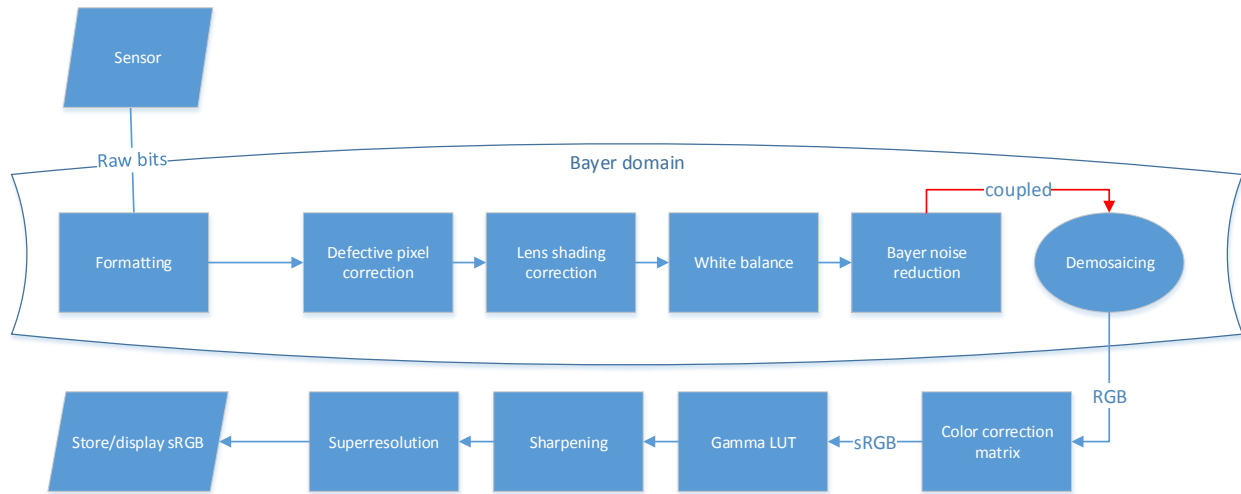 Sensor
Raw bits
Bayer domain
coupled
Formatting
Defective pixel
correction
Lens shading
correction
White balance
Bayer noise
reduction
Demosaicing
RGB
Store/display sRGB
Superresolution
Sharpening
Gamma LUT
sRGB
Color correction
matrix